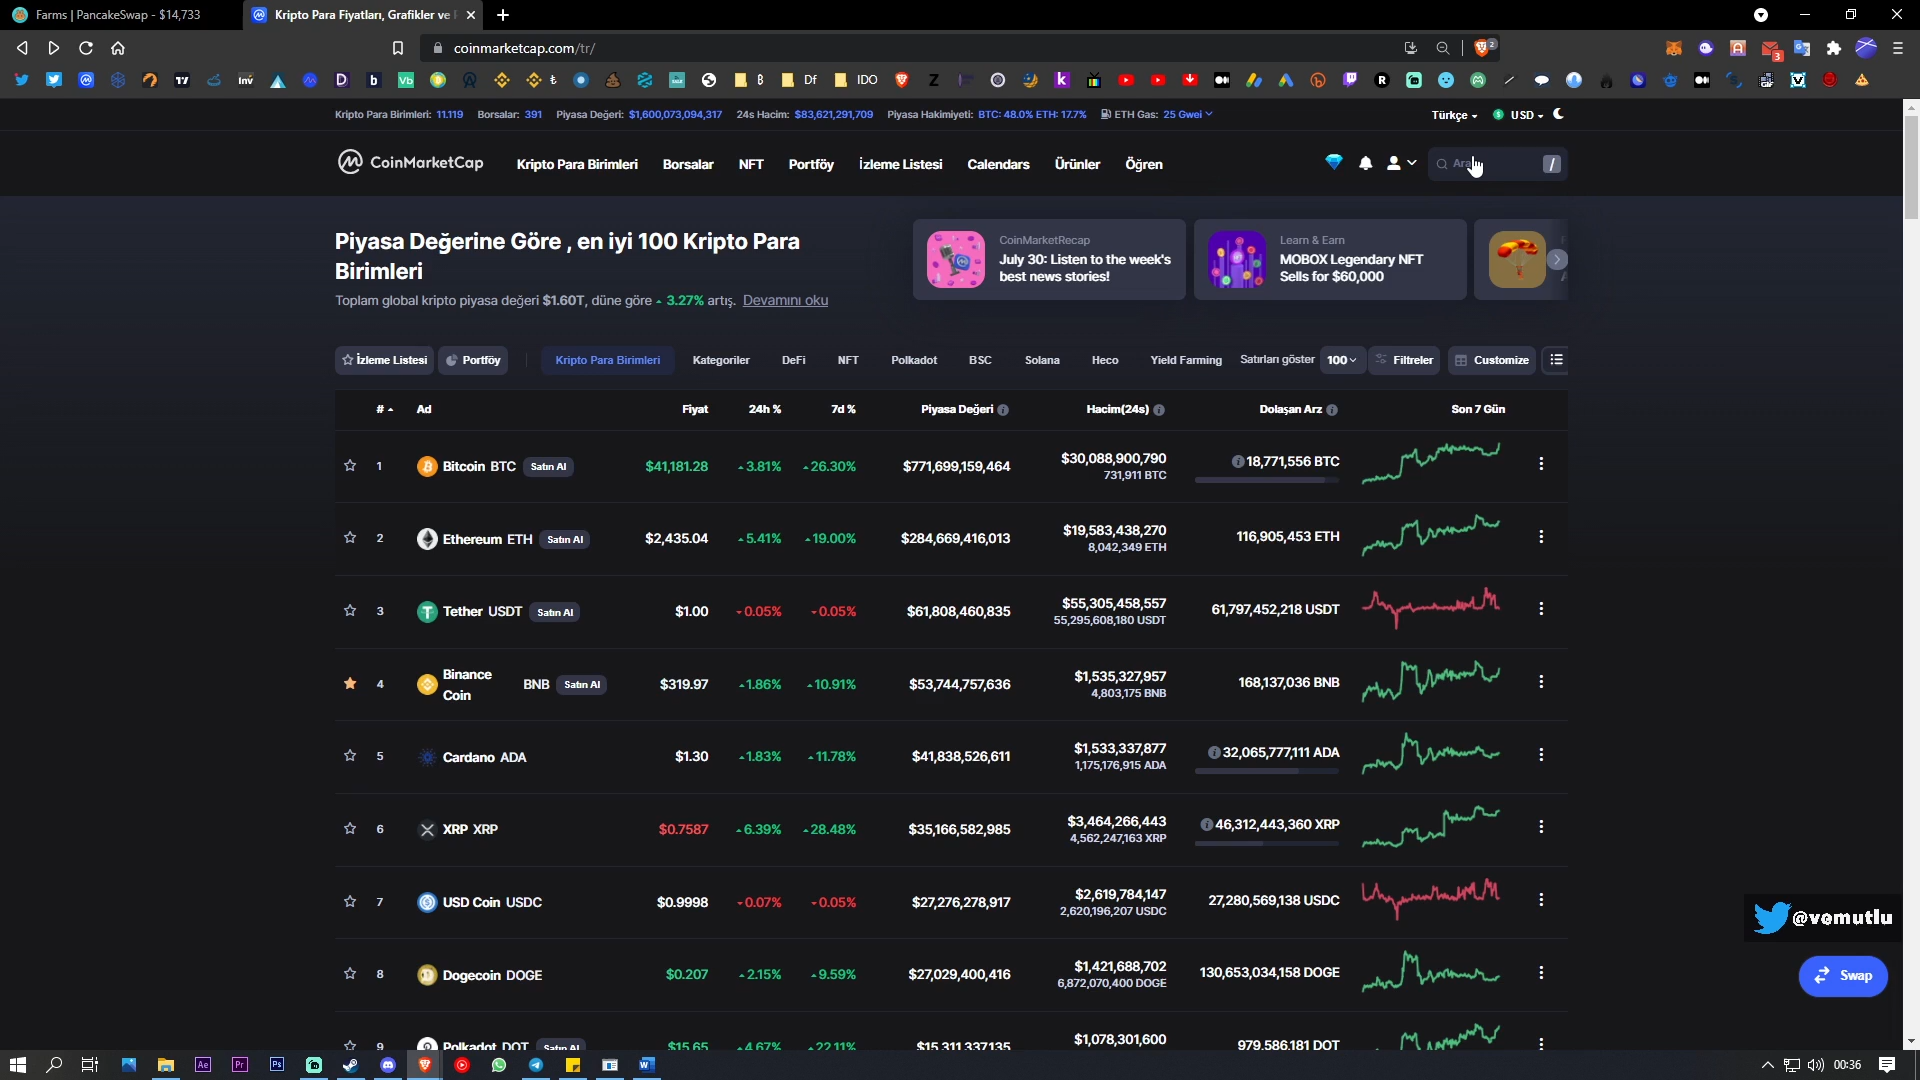 Farms | PancakeSwap - $14,733
Kripto Para Fiyatları, Grafikler ve
coinmarketcap.com/tr/
Kripto Para Birimleri: 11.119 Borsalar: 391 Piyasa Değeri: $1,600,073,094,317 24s Hacim: $83,621,291,709 Piyasa Hakimiyeti: BTC: 48.0% ETH: 17.7% ETH Gas: 25 Gwei
Türkçe USD
CoinMarketCap Kripto Para Birimleri Borsalar NFT Portföy İzleme Listesi Calendars Ürünler Öğren /
Piyasa Değerine Göre , en iyi 100 Kripto Para
Birimleri
Toplam global kripto piyasa değeri $1.60T, düne göre 3.27% artış. Devamını oku
CoinMarketRecap
July 30: Listen to the week's
best news stories!
Learn & Earn
MOBOX Legendary NFT
Sells for $60,000
İzleme Listesi Portföy Kripto Para Birimleri Kategoriler DeFi NFT Polkadot BSC Solana Heco Yield Farming Satırları göster 100 Filtreler Customize
# Ad Fiyat 24h % 7d % Piyasa Değeri Hacim(24s) Dolaşan Arz Son 7 Gün
1 Bitcoin BTC Satın Al $41,181.28 3.81% 26.30% $771,699,159,464 $30,088,900,790 18,771,556 BTC
731,911 BTC
2 Ethereum ETH Satın Al $2,435.04 5.41% 19.00% $284,669,416,013 $19,583,438,270 116,905,453 ETH
8,042,349 ETH
3 Tether USDT Satın Al $1.00 0.05% 0.05% $61,808,460,835 $55,305,458,557 61,797,452,218 USDT
55,295,608,180 USDT
4 Binance Coin BNB Satın Al $319.97 1.86% 10.91% $53,744,757,636 $1,535,327,957 168,137,036 BNB
4,803,175 BNB
5 Cardano ADA $1.30 1.83% 11.78% $41,838,526,611 $1,533,337,877 32,065,777,111 ADA
1,175,176,915 ADA
6 XRP XRP $0.7587 6.39% 28.48% $35,166,582,985 $3,464,266,443 46,312,443,360 XRP
4,562,247,163 XRP
7 USD Coin USDC $0.9998 0.07% 0.05% $27,276,278,917 $2,619,784,147 27,280,569,138 USDC
2,620,196,207 USDC
8 Dogecoin DOGE $0.207 2.15% 9.59% $27,029,400,416 $1,421,688,702 130,653,034,158 DOGE
6,872,070,400 DOGE
9 Polkadot DOT Satın Al $15.65 4.67% 22.11% $15,311,337,135 $1,078,301,600 979,586,181 DOT
@vomutlu
Swap
00:36